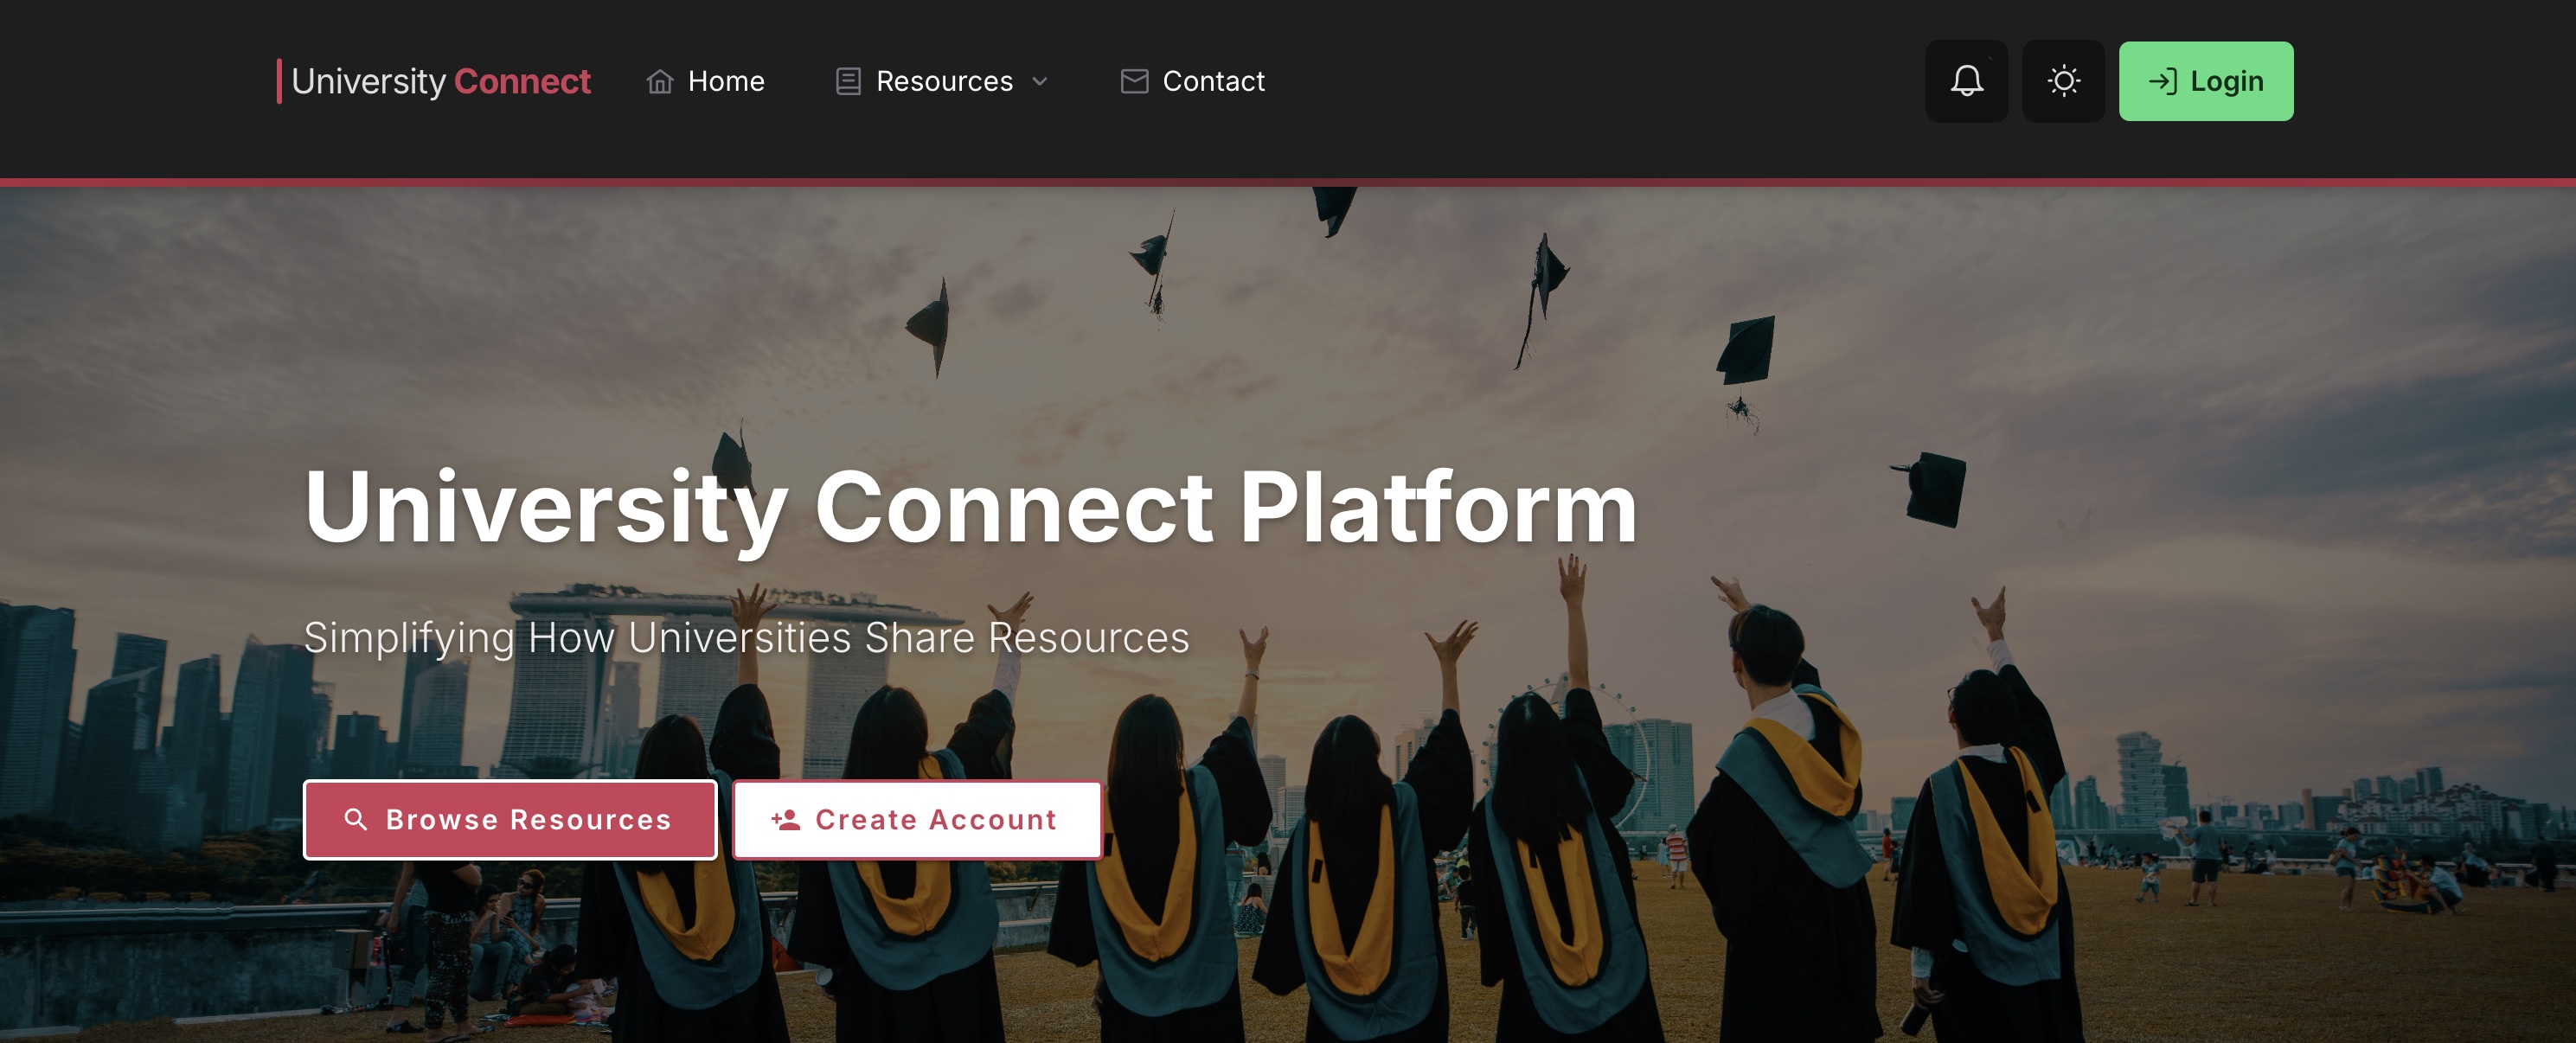 University Connect
Home
Resources
Contact
Login
University Connect Platform
Simplifying How Universities Share Resources
Browse Resources
Create Account